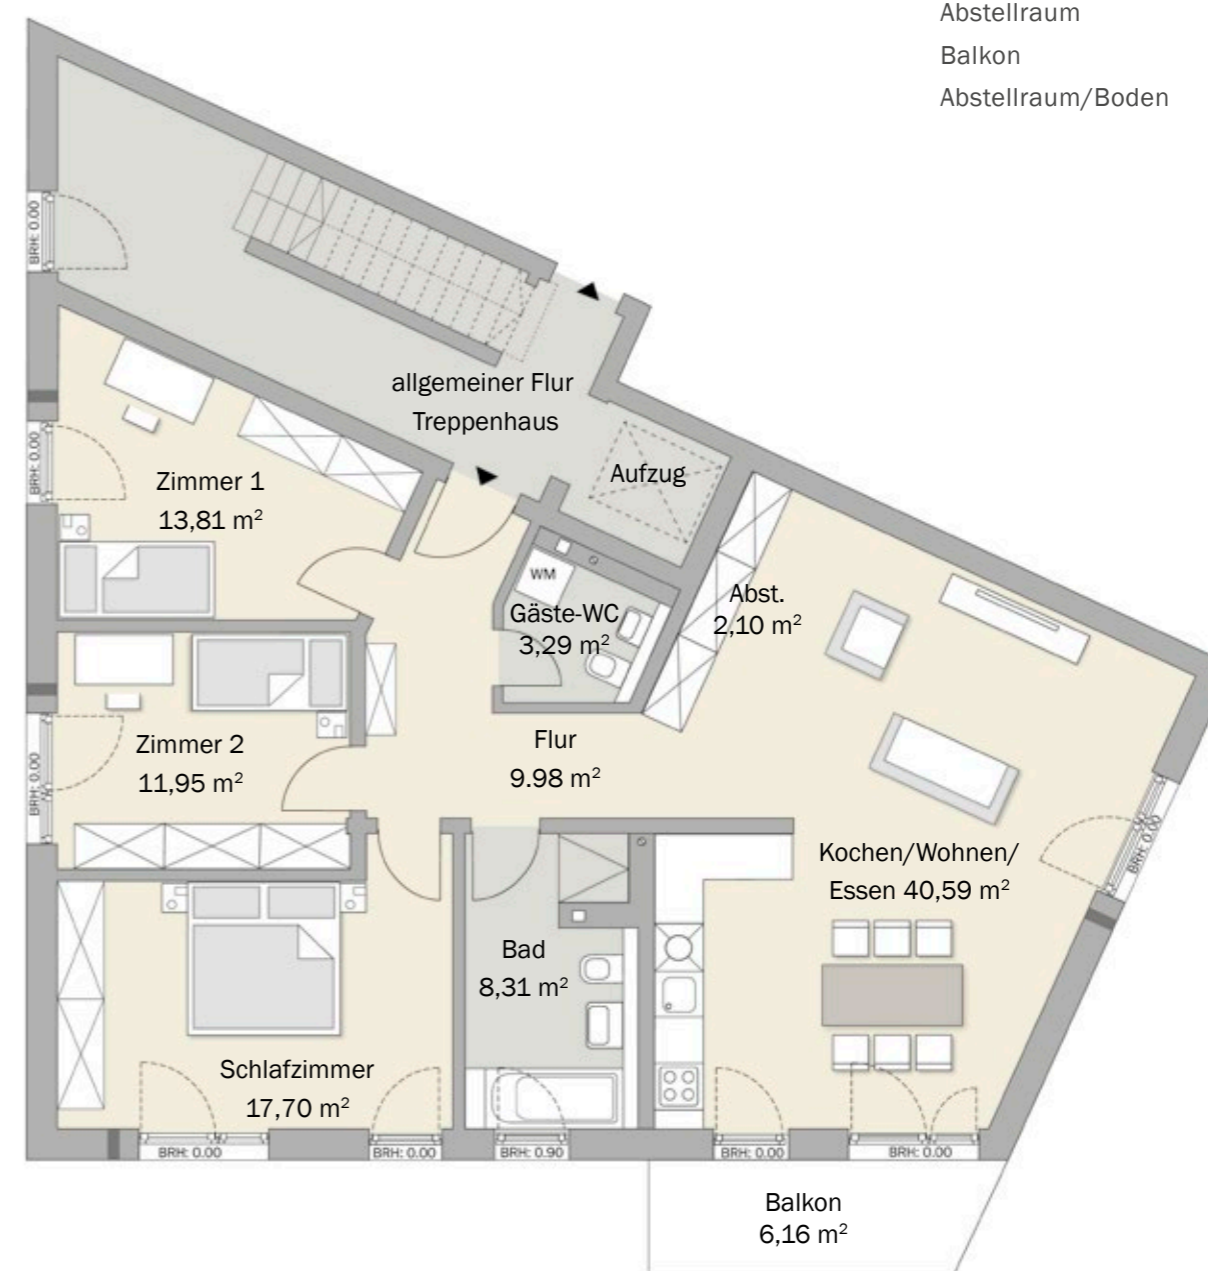 Abstellraum
Balkon
Abstellraum/Boden
BRH: 0.00
allgemeiner Flur
Treppenhaus
Aufzug
BRH: 0.00
Zimmer 1
13,81 m²
WM
Gäste-WC
3,29 m²
Abst.
2,10 m²
BRH: 0.00
Zimmer 2
11,95 m²
Flur
9.98 m²
Kochen/Wohnen/
Essen 40,59 m²
BRH: 0.00
Bad
8,31 m²
Schlafzimmer
17,70 m²
BRH: 0.00
BRH: 0.00
BRH: 0.90
BRH: 0.00
BRH: 0.00
Balkon
6,16 m²